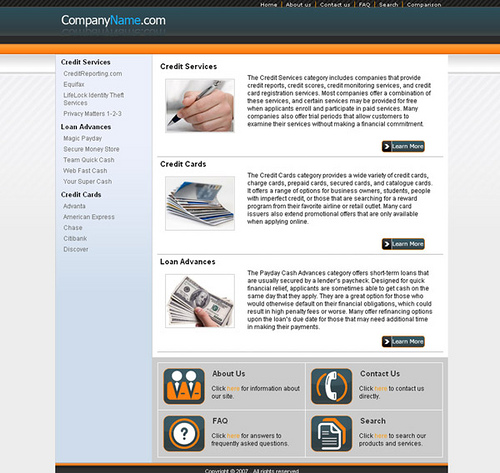 Home | About us | Contact us | FAQ | Search | Comparison
CompanyName.com
Credit Services
CreditReporting.com
Equifax
LifeLock Identity Theft
Services
Privacy Matters 1-2-3
Loan Advances
Magic Payday
Secure Money Store
Team Quick Cash
Web Fast Cash
Your Super Cash
Credit Cards
Advanta
American Express
Chase
Citibank
Discover
Credit Services
The Credit Services category includes companies that provide
credit reports, credit scores, credit monitoring services, and credit
card registration services. Most companies offer a combination of
these services, and certain services may be provided for free
when applicants enroll and participate in paid services. Many
companies also offer trial periods that allow customers to
examine their services without making a financial commitment.
Learn More
Credit Cards
The Credit Cards category provides a wide variety of credit cards,
charge cards, prepaid cards, secured cards, and catalogue cards.
It offers a range of options for business owners, students, people
with imperfect credit, or those that are searching for a reward
program from their favorite airline or retail outlet. Many card
issuers also extend promotional offers that are only available
when applying online.
Learn More
Loan Advances
The Payday Cash Advances category offers short-term loans that
are usually secured by a lender's paycheck. Designed for quick
financial relief, applicants are sometimes able to get cash on the
same day that they apply. They are a great option for those who
would otherwise default on their financial obligations, which could
result in high penalty fees or worse. Many offer refinancing options
upon the loan's due date for those that may need additional time
in making their payments.
Learn More
About Us
Click here for information about
our site.
Contact Us
Click here to contact us
directly.
FAQ
Click here for answers to
frequently asked questions.
Search
Click here to search our
products and services.
Copyright © 2007 . All rights reserved